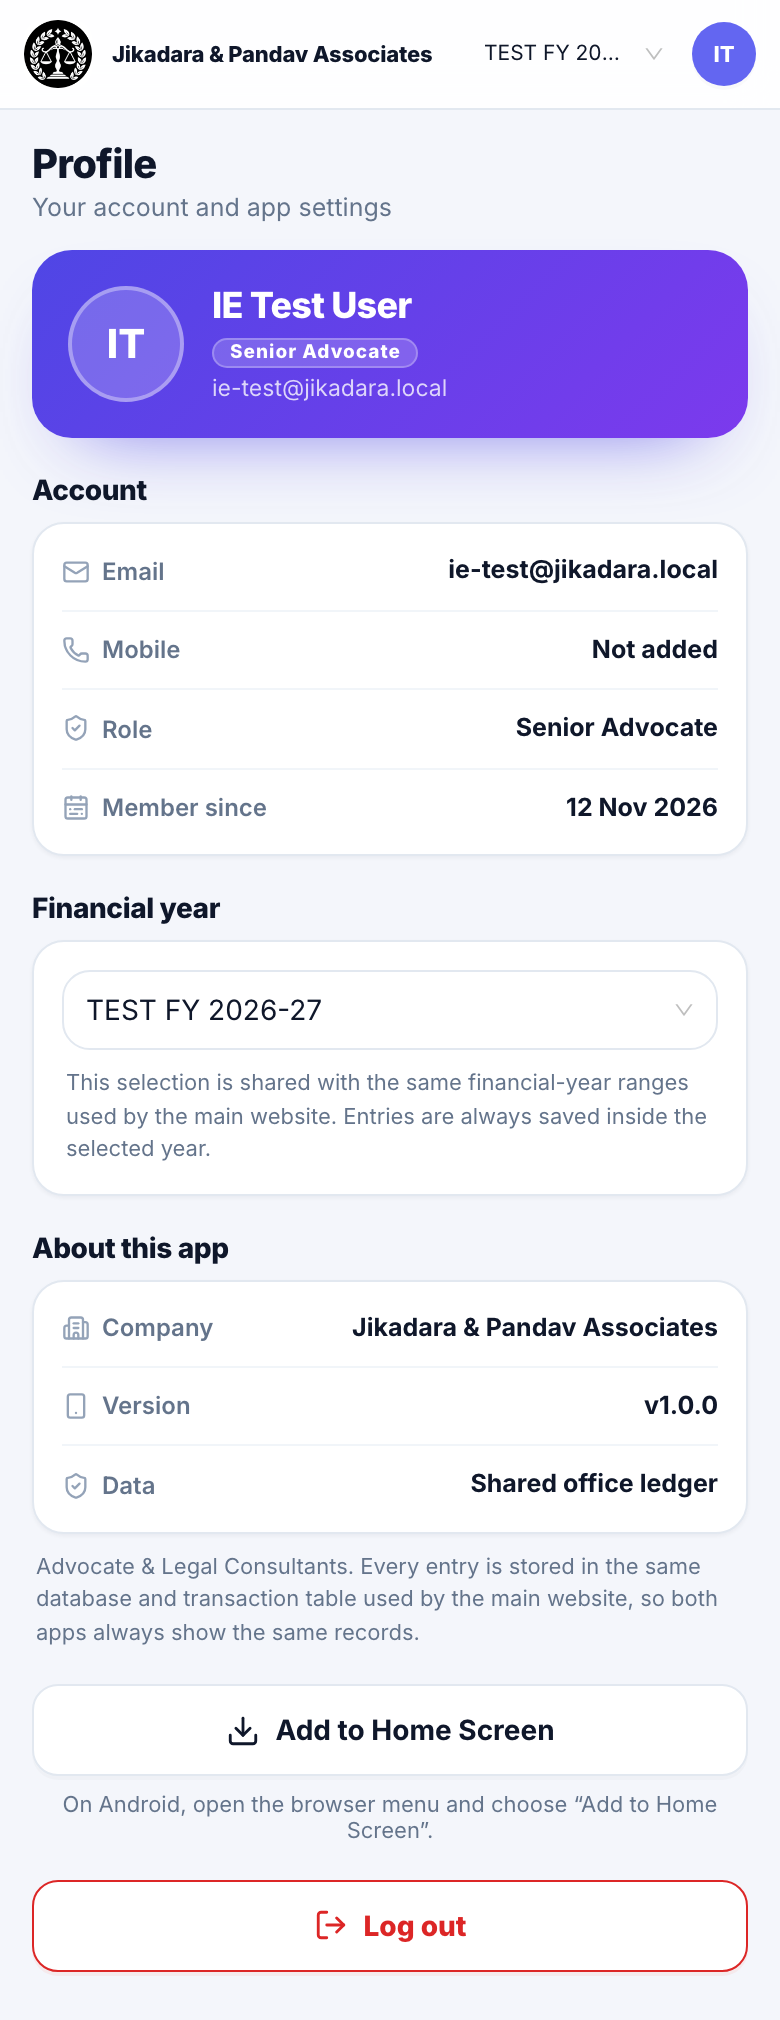 Jikadara & Pandav Associates
TEST FY 20...
IT
Profile
Your account and app settings
IT
IE Test User
Senior Advocate
ie-test@jikadara.local
Account
Email
ie-test@jikadara.local
Mobile
Not added
Role
Senior Advocate
Member since
12 Nov 2026
Financial year
TEST FY 2026-27
This selection is shared with the same financial-year ranges
used by the main website. Entries are always saved inside the
selected year.
About this app
Company
Jikadara & Pandav Associates
Version
v1.0.0
Data
Shared office ledger
Advocate & Legal Consultants. Every entry is stored in the same
database and transaction table used by the main website, so both
apps always show the same records.
Add to Home Screen
On Android, open the browser menu and choose “Add to Home
Screen”.
Log out